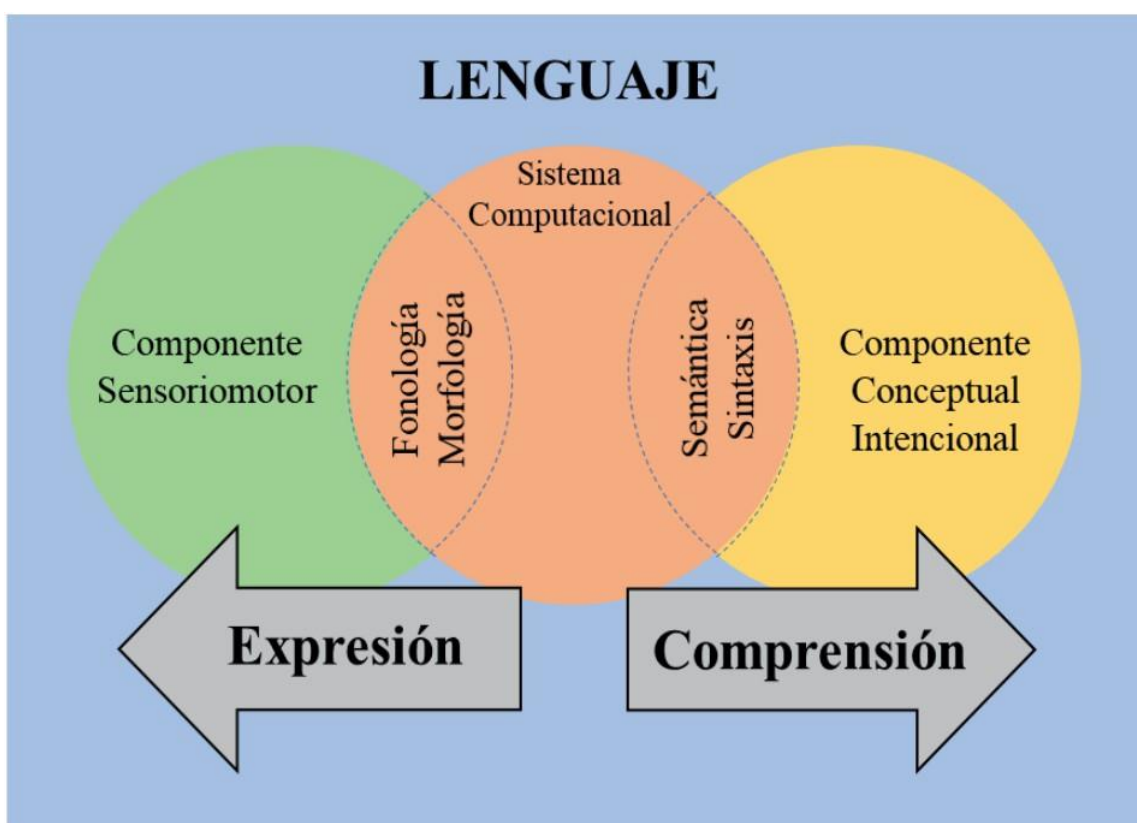 LENGUAJE
Sistema
Computacional
Componente
Sensoriomotor
Fonología
Morfología
Semántica
Sintaxis
Componente
Conceptual
Intencional
Expresión
Comprensión